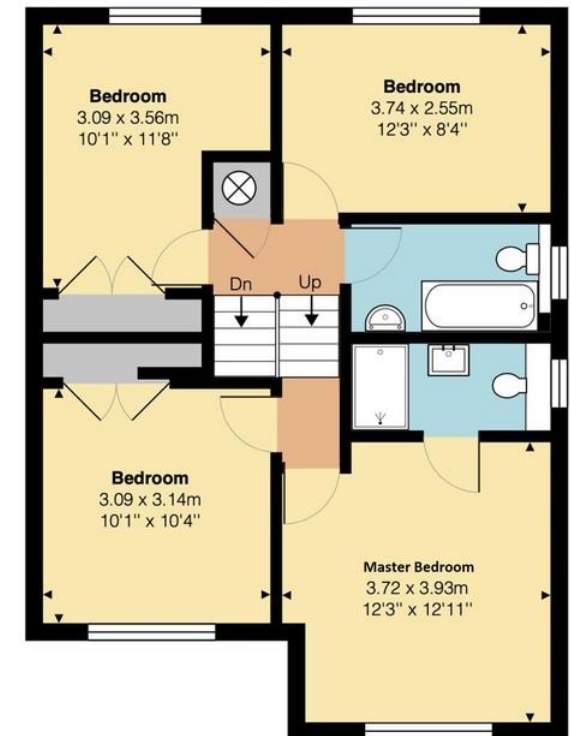 Bedroom
3.09 x 3.56m
10'1" x 11'8"
Bedroom
3.74 x 2.55m
12'3" x 8'4"
Dn
Up
Bedroom
3.09 x 3.14m
10'1" x 10'4"
Master Bedroom
3.72 x 3.93m
12'3" x 12'11"